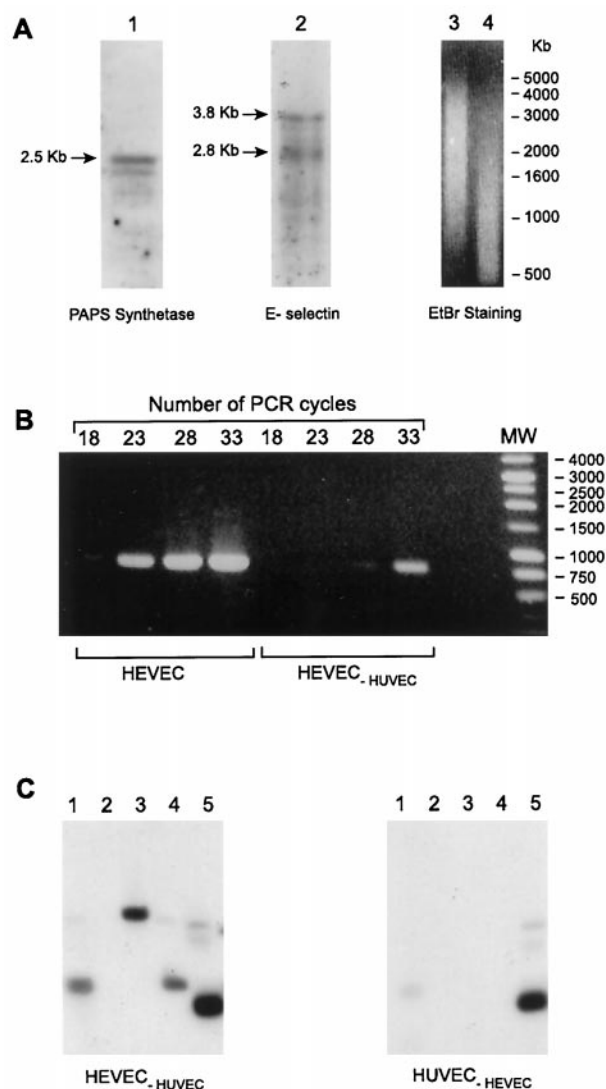 A
1
2
3 4 Kb
- 5000
- 4000
3.8 Kb
- 3000
2.5 Kb
2.8 Kb
- 2000
- 1600
- 1000
- 500
PAPS Synthetase
E- selectin
EtBr Staining
B
Number of PCR cycles
18 23 28 33 18 23 28 33 MW
- 4000
- 3000
- 2500
- 2000
- 1500
- 1000
- 750
- 500
HEVEC
HEVEC - HUVEC
C
1 2 3 4 5
1 2 3 4 5
HEVEC - HUVEC
HUVEC - HEVEC